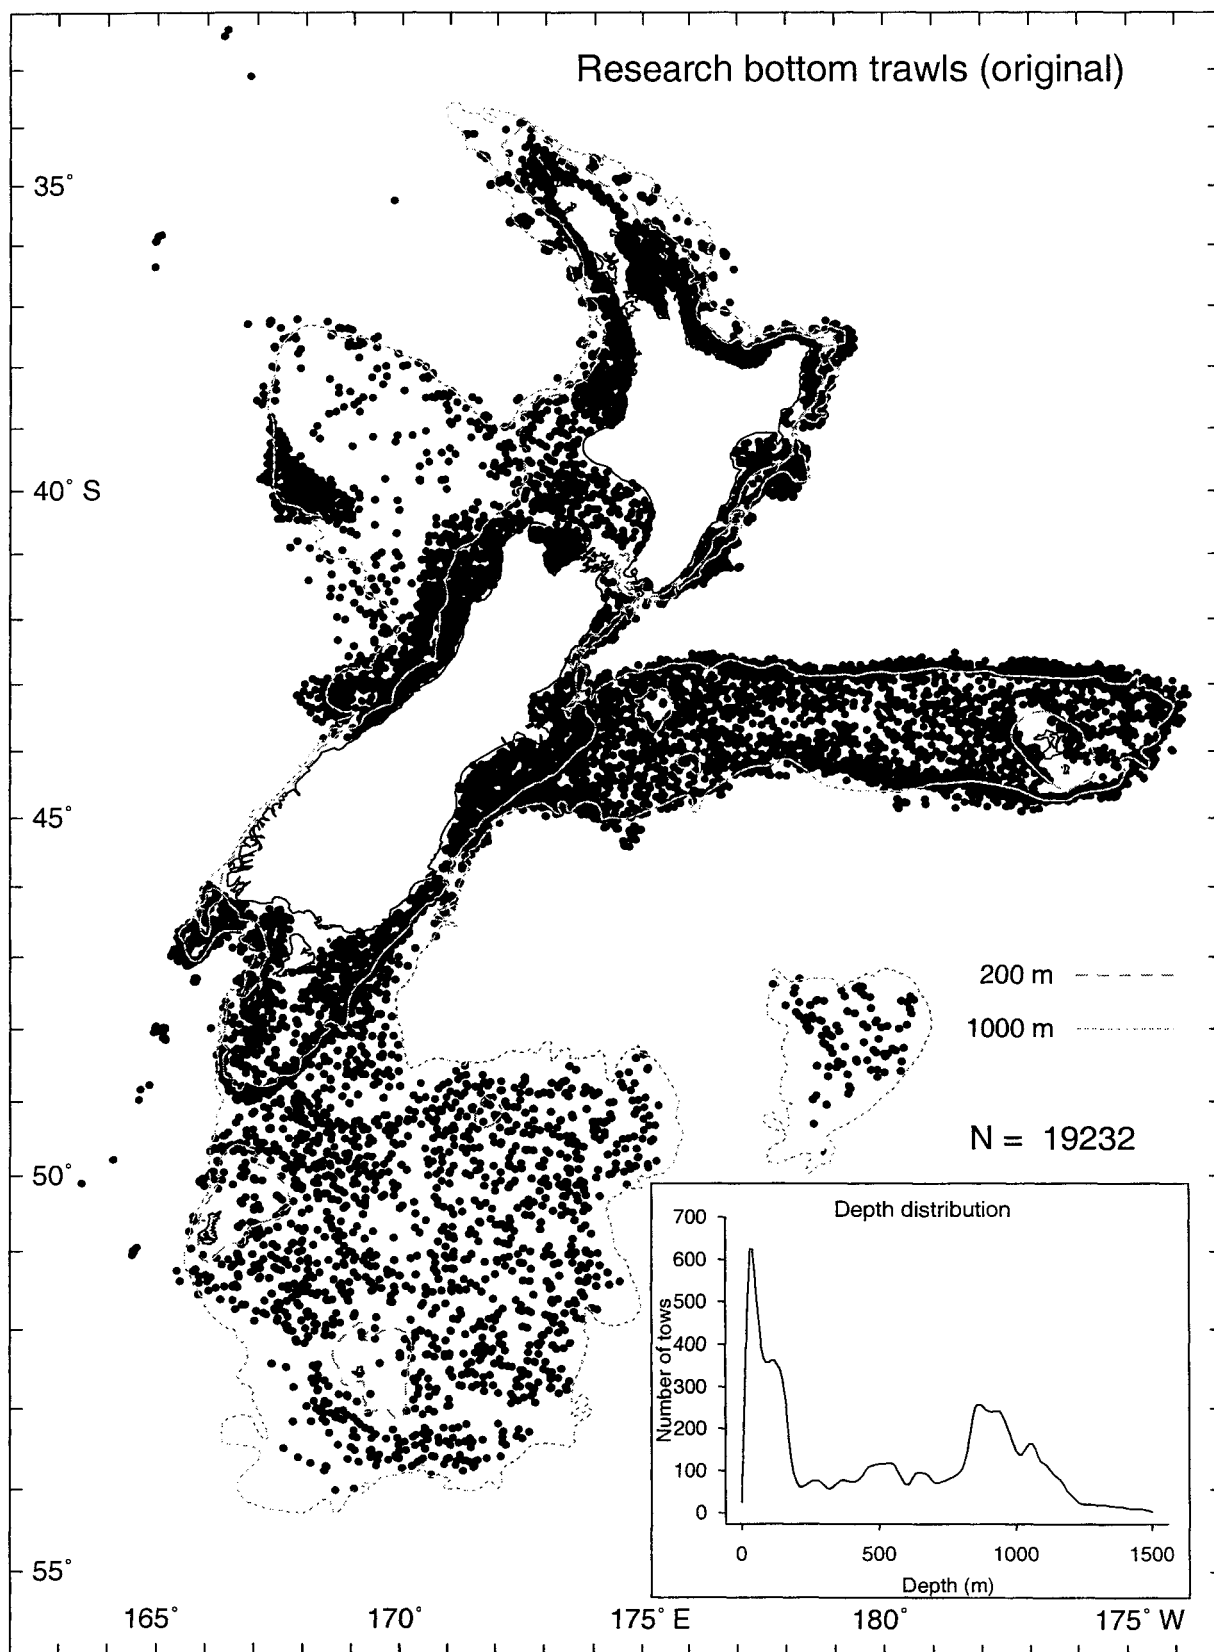 Research bottom trawls (original)
35°
40° S
45°
200 m
1000 m
N = 19232
50°
Depth distribution
700
600
500
400
300
200
100
0
Number of tows
0 500 1000 1500
Depth (m)
55°
165° 170° 175° E 180° 175° W